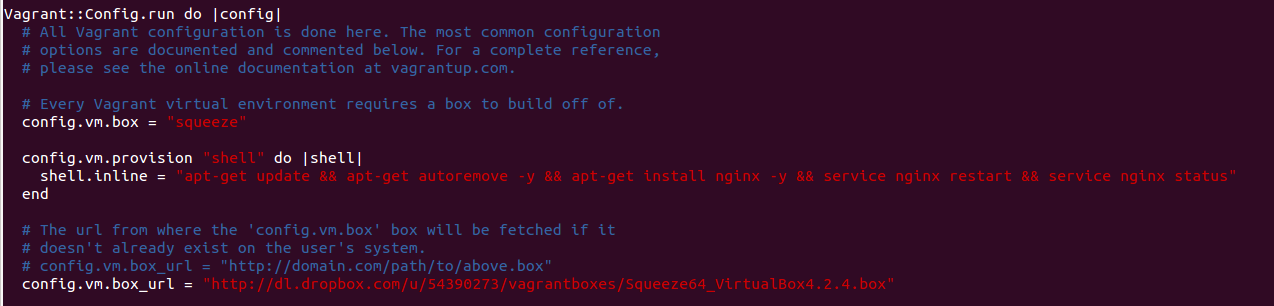 Vagrant::Config.run do |config|
  # All Vagrant configuration is done here. The most common configuration
  # options are documented and commented below. For a complete reference,
  # please see the online documentation at vagrantup.com.

  # Every Vagrant virtual environment requires a box to build off of.
  config.vm.box = "squeeze"

  config.vm.provision "shell" do |shell|
    shell.inline = "apt-get update && apt-get autoremove -y && apt-get install nginx -y && service nginx restart && service nginx status"
  end

  # The url from where the 'config.vm.box' box will be fetched if it
  # doesn't already exist on the user's system.
  # config.vm.box_url = "http://domain.com/path/to/above.box"
  config.vm.box_url = "http://dl.dropbox.com/u/54390273/vagrantboxes/Squeeze64_VirtualBox4.2.4.box"